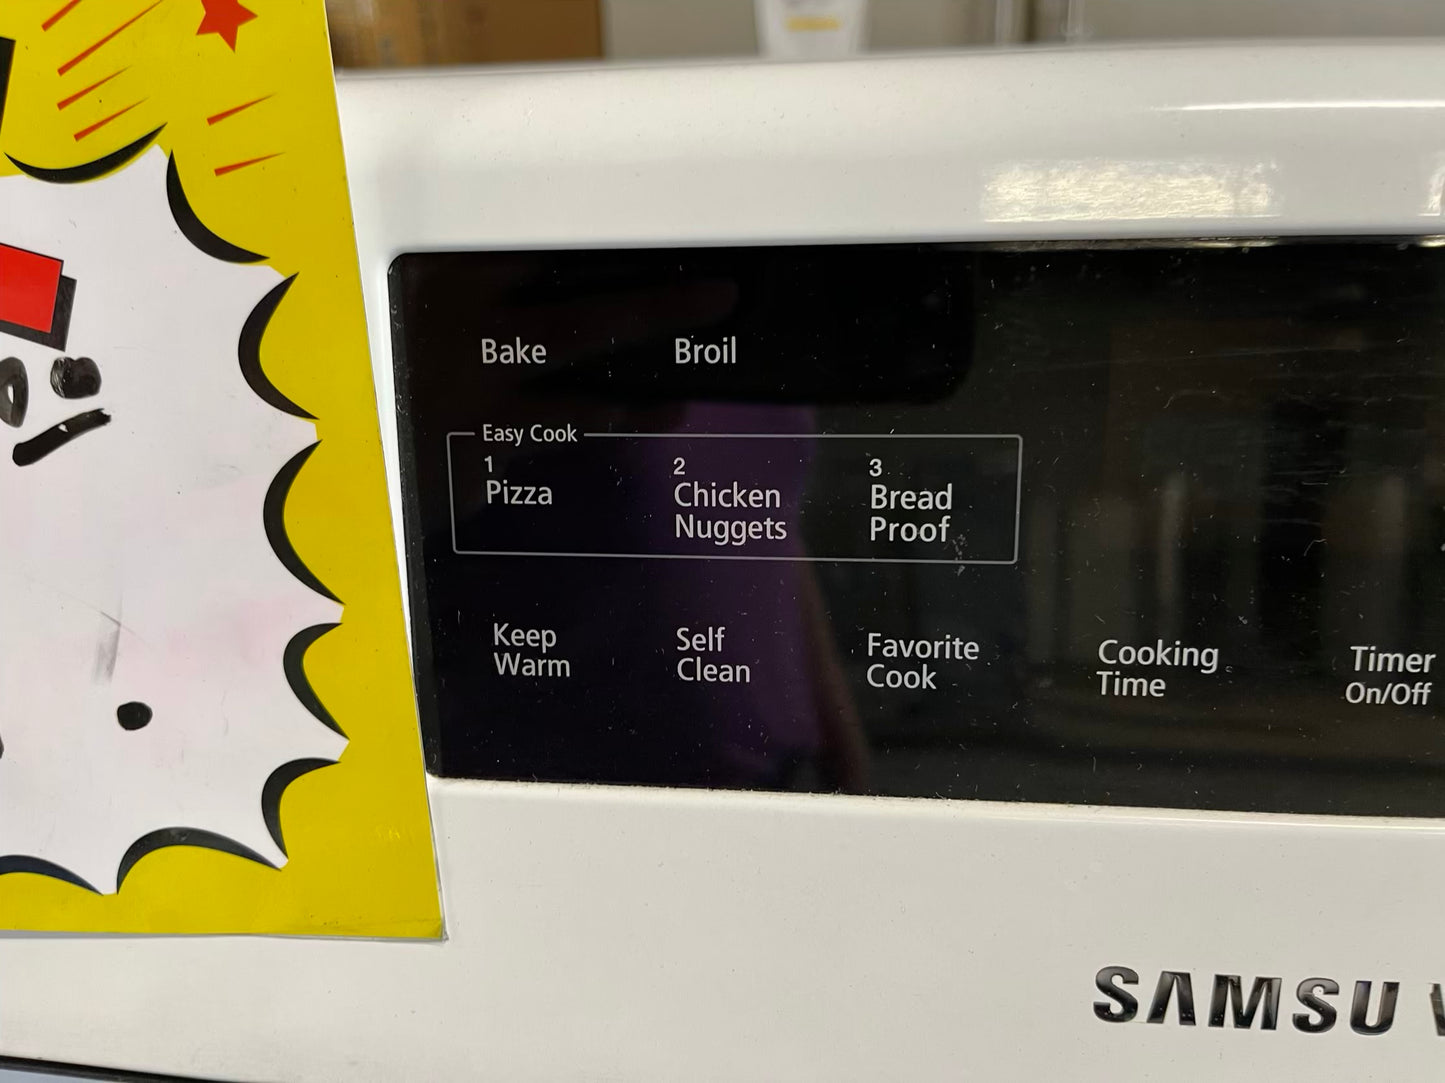 Bake Broil
Easy Cook
1 2 3
Pizza Chicken Bread
Nuggets Proof
Keep Self Favorite Cooking Timer
Warm Clean Cook Time On/Off
SAMSU